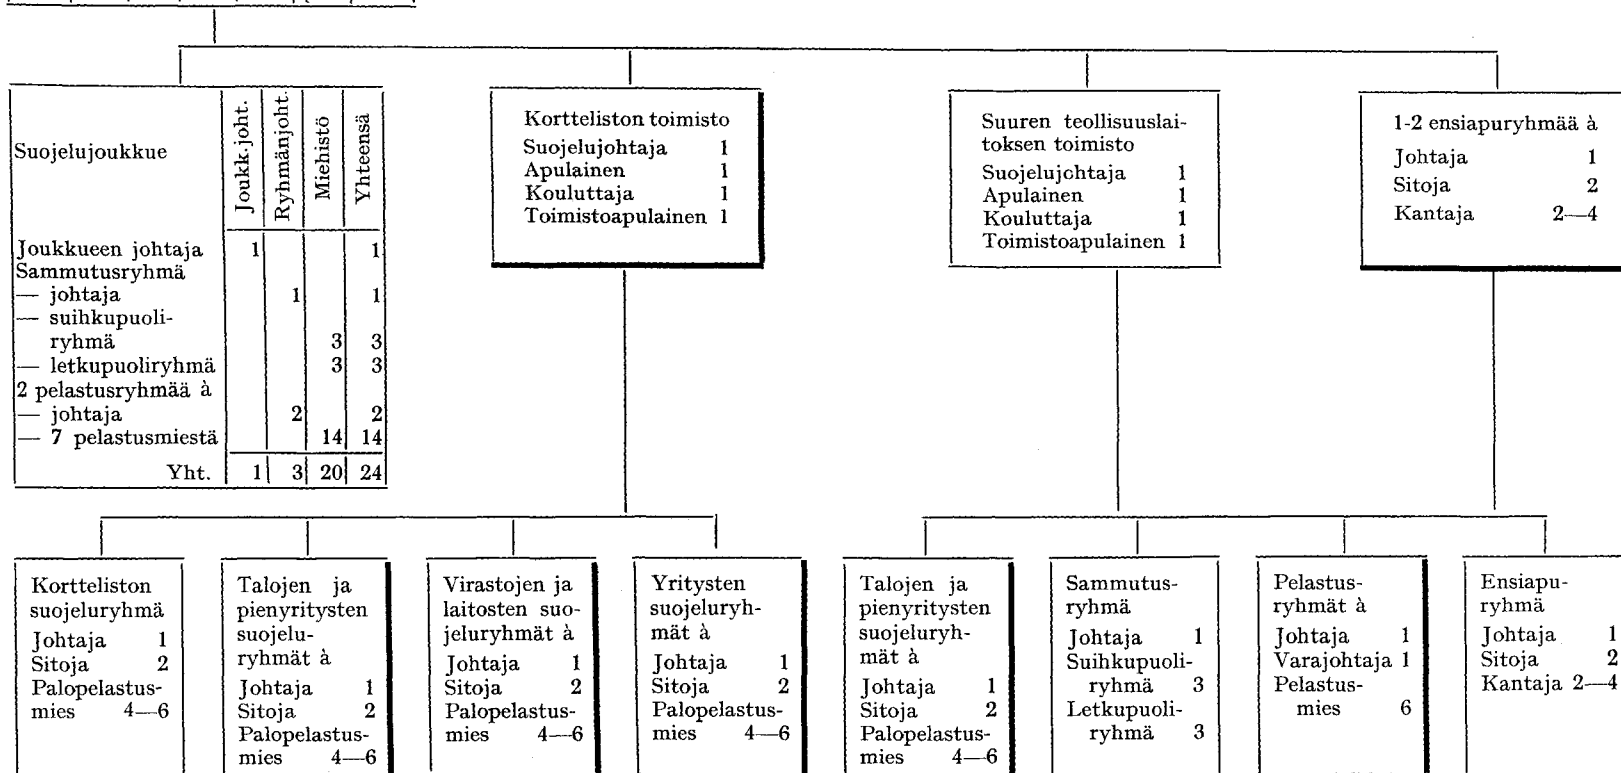 Suojelujoukkue
Joukk.joht.
Ryhmänjoht.
Miehistö
Yhteensä
Joukkueen johtaja 1 1
Sammutusryhmä
— johtaja 1 1
— suihkupuoli-
ryhmä 3 3
— letkupuoliryhmä 3 3
2 pelastusryhmää à
— johtaja 2 2
— 7 pelastusmiestä 14 14
Yht. 1 3 20 24
Kortteliston toimisto
Suojelujohtaja 1
Apulainen 1
Kouluttaja 1
Toimistoapulainen 1
Suuren teollisuuslai-
toksen toimisto
Suojelujohtaja 1
Apulainen 1
Kouluttaja 1
Toimistoapulainen 1
1-2 ensiapuryhmää à
Johtaja 1
Sitoja 2
Kantaja 2—4
Kortteliston
suojeluryhmä
Johtaja 1
Sitoja 2
Palopelastus-
mies 4—6
Talojen ja
pienyritysten
suojelu-
ryhmät à
Johtaja 1
Sitoja 2
Palopelastus-
mies 4—6
Virastojen ja
laitosten suo-
jeluryhmät à
Johtaja 1
Sitoja 2
Palopelastus-
mies 4—6
Yritysten
suojeluryh-
mät à
Johtaja 1
Sitoja 2
Palopelastus-
mies 4—6
Talojen ja
pienyritysten
suojeluryh-
mät à
Johtaja 1
Sitoja 2
Palopelastus-
mies 4—6
Sammutus-
ryhmä
Johtaja 1
Suihkupuoli-
ryhmä 3
Letkupuoli-
ryhmä 3
Pelastus-
ryhmät à
Johtaja 1
Varajohtaja 1
Pelastus-
mies 6
Ensiapu-
ryhmä
Johtaja 1
Sitoja 2
Kantaja 2—4